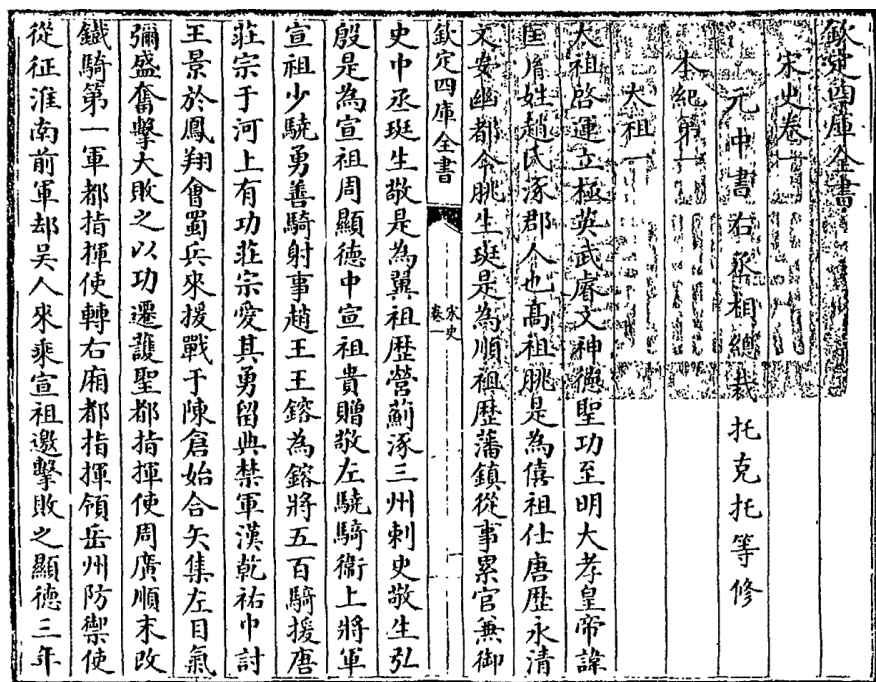 欽定四庫全書
宋史卷一
元中書右丞相總裁托克托等修
本紀第一
太祖一
太祖啓運立極英武睿文神德聖功至明大孝皇帝諱
匡𦙍姓趙氏涿郡人也高祖脁是為僖祖仕唐歴永清
文安幽都令脁生珽是為順祖歴藩鎮從事累官兼御
欽定四庫全書
宋史
卷一
史中丞珽生敬是為翼祖歴營薊涿三州刺史敬生弘
殷是為宣祖周顯德中宣祖貴贈敬左驍騎衞上將軍
宣祖少驍勇善騎射事趙王王鎔為鎔將五百騎援唐
莊宗于河上有功莊宗愛其勇留典禁軍漢乾祐中討
王景於鳳翔會蜀兵來援戰于陳倉始合矢集左目氣
彌盛奮擊大敗之以功遷護聖都指揮使周廣順末改
鐵騎第一軍都指揮使轉右廂都指揮領岳州防禦使
從征淮南前軍却吳人來乘宣祖邀擊敗之顯德三年